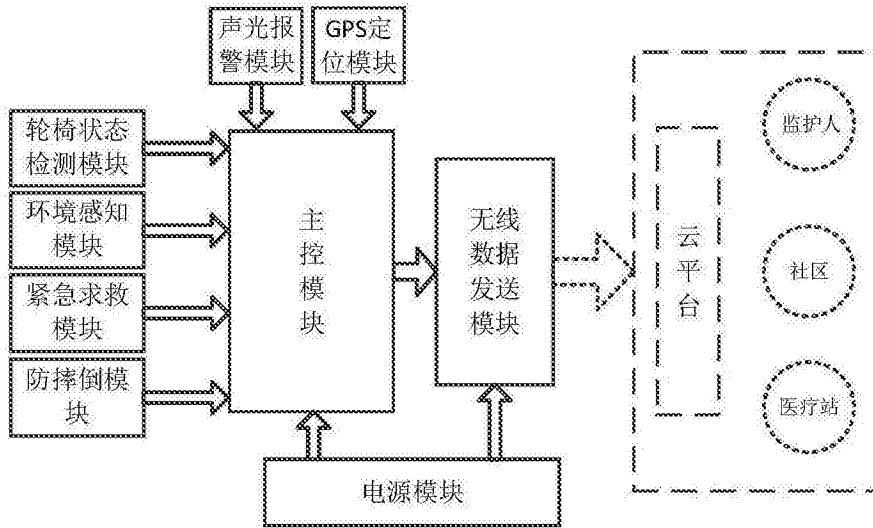 声光报
警模块
GPS定
位模块
轮椅状态
检测模块
环境感知
模块
紧急求救
模块
防摔倒模
块
主
控
模
块
无线
数据
发送
模块
电源模块
云
平
台
监护人
社区
医疗站